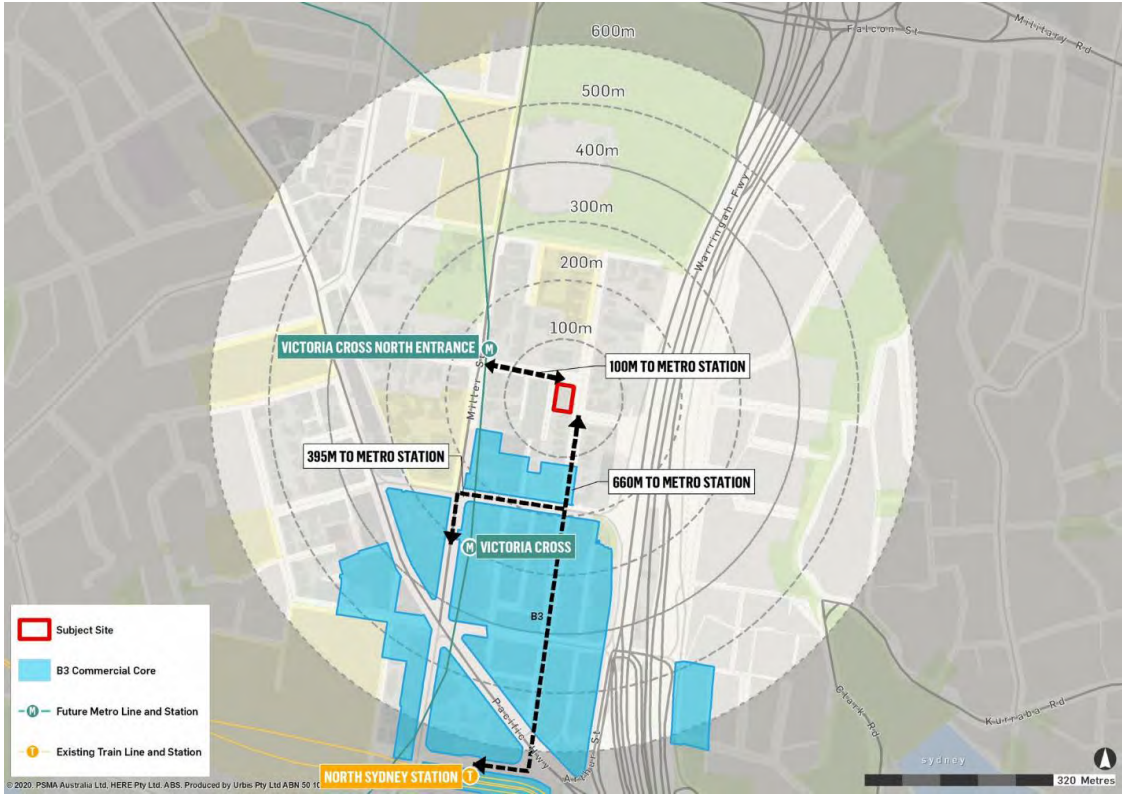 600m
Falcon St
Military Rd
500m
400m
Warringah Fwy
300m
200m
100m
VICTORIA CROSS NORTH ENTRANCE
M
100M TO METRO STATION
Miller St
395M TO METRO STATION
660M TO METRO STATION
M
VICTORIA CROSS
B3
Subject Site
B3 Commercial Core
M
Future Metro Line and Station
T
Existing Train Line and Station
Pacific Hwy
Arthur St
Clark Rd
Kurraba Rd
sydney
NORTH SYDNEY STATION
T
320 Metres
© 2020. PSMA Australia Ltd, HERE Pty Ltd. ABS. Produced by Urbis Pty Ltd ABN 50 10